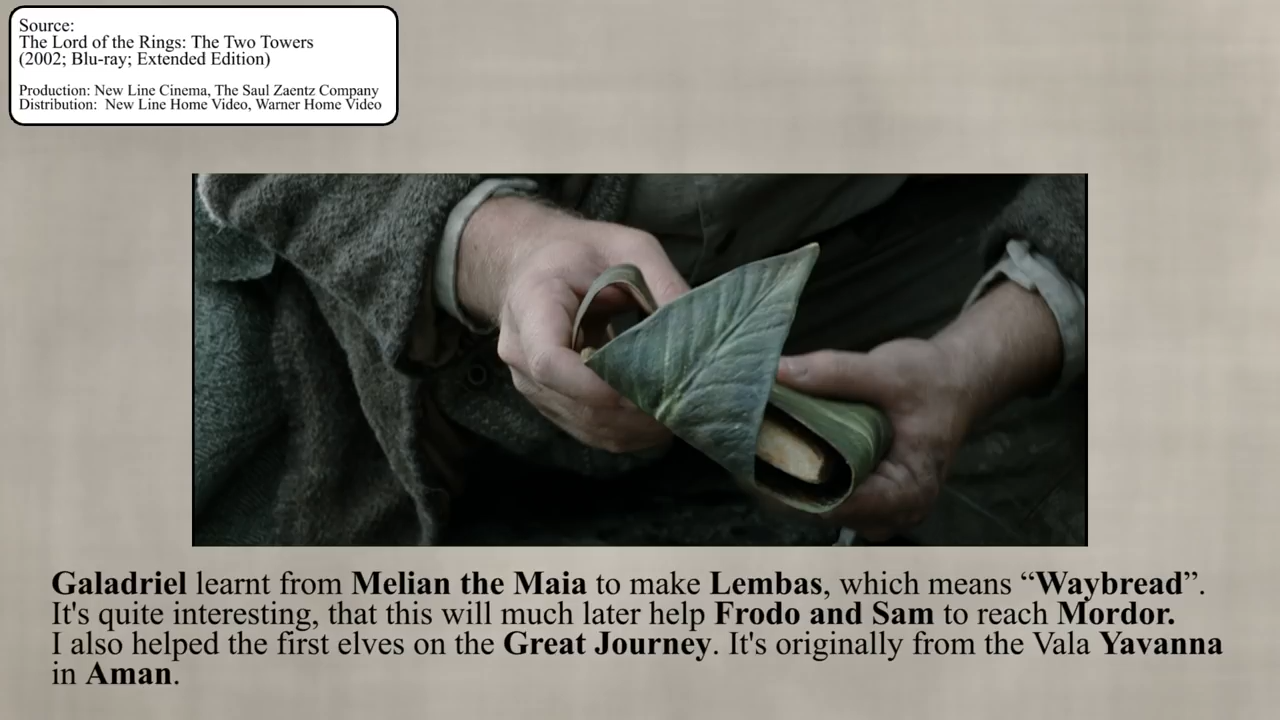 Source:
The Lord of the Rings: The Two Towers
(2002; Blu-ray; Extended Edition)
Production: New Line Cinema, The Saul Zaentz Company
Distribution:  New Line Home Video, Warner Home Video
Galadriel learnt from Melian the Maia to make Lembas, which means “Waybread”.
It's quite interesting, that this will much later help Frodo and Sam to reach Mordor.
I also helped the first elves on the Great Journey. It's originally from the Vala Yavanna
in Aman.